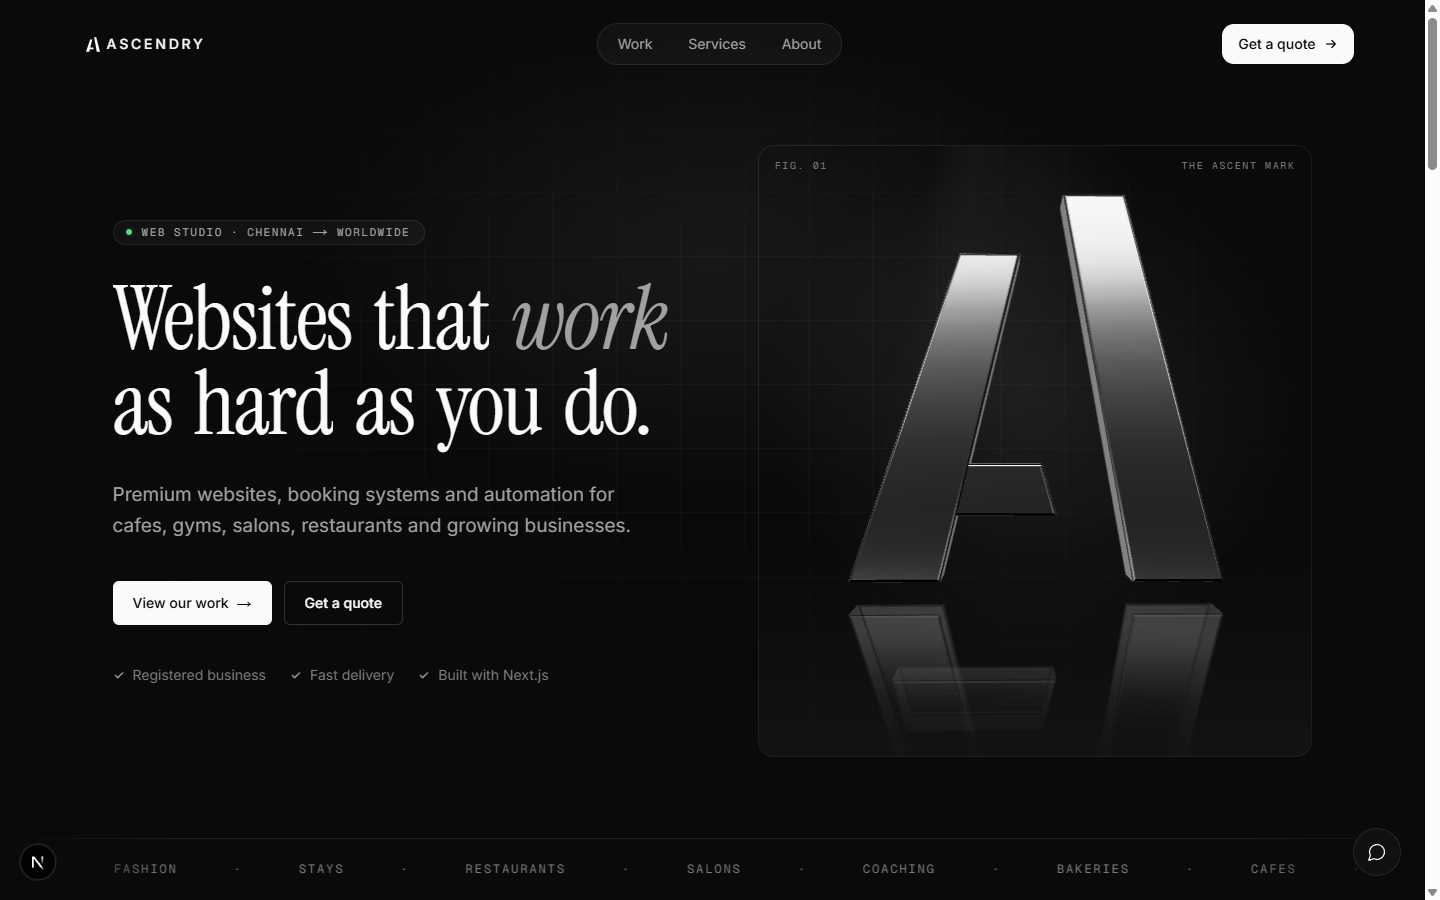 ASCENDRY
Work Services About
Get a quote →
FIG. 01
THE ASCENT MARK
WEB STUDIO · CHENNAI → WORLDWIDE
Websites that work
as hard as you do.
Premium websites, booking systems and automation for
cafes, gyms, salons, restaurants and growing businesses.
View our work →
Get a quote
✓ Registered business ✓ Fast delivery ✓ Built with Next.js
N
FASHION · STAYS · RESTAURANTS · SALONS · COACHING · BAKERIES · CAFES ·